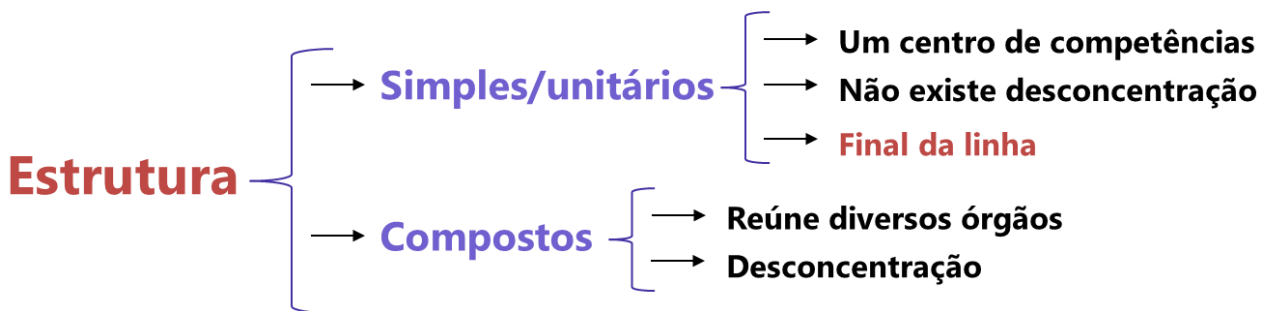 Estrutura
Simples/unitários
Um centro de competências
Não existe desconcentração
Final da linha
Compostos
Reúne diversos órgãos
Desconcentração